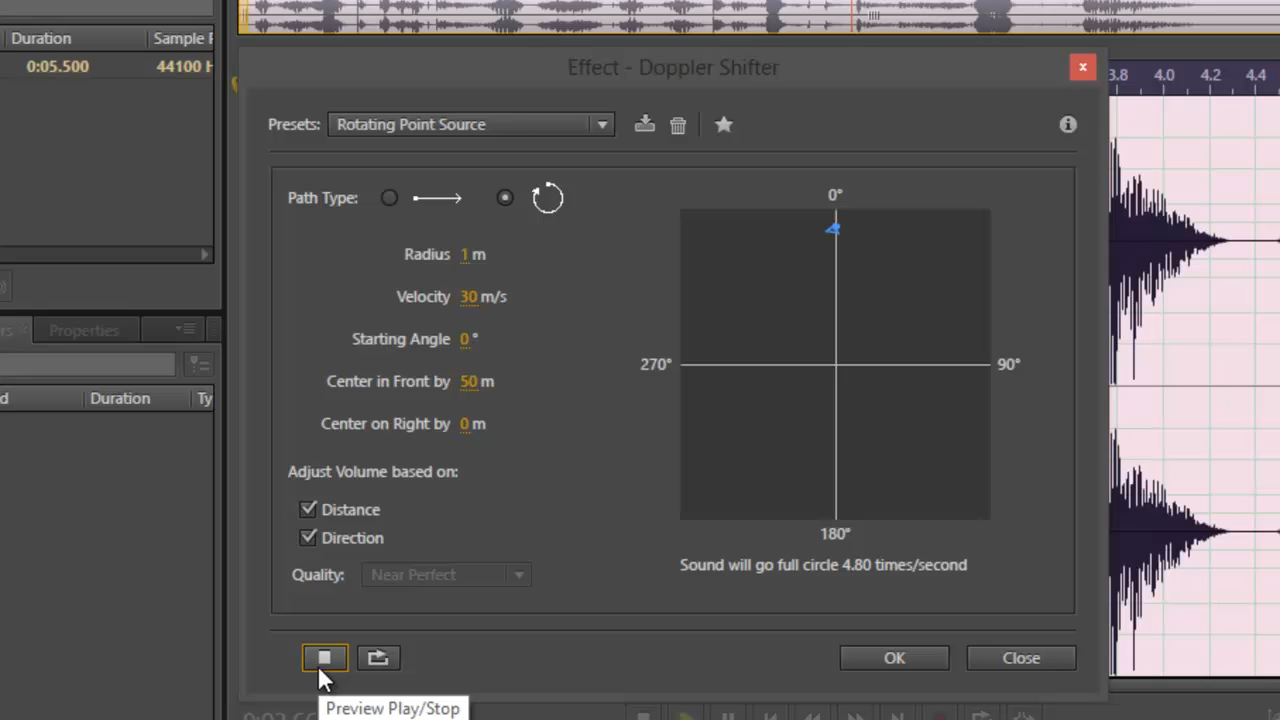 Duration Sample
0:05.500 44100 H
Effect - Doppler Shifter
x
3.8 4.0 4.2 4.4
Presets: Rotating Point Source
Path Type:
Radius 1 m
Velocity 30 m/s
Starting Angle 0 °
Center in Front by 50 m
Center on Right by 0 m
Adjust Volume based on:
Distance
Direction
Quality: Near Perfect
0°
270° 90°
180°
Sound will go full circle 4.80 times/second
Properties
Duration Ty
OK Close
Preview Play/Stop